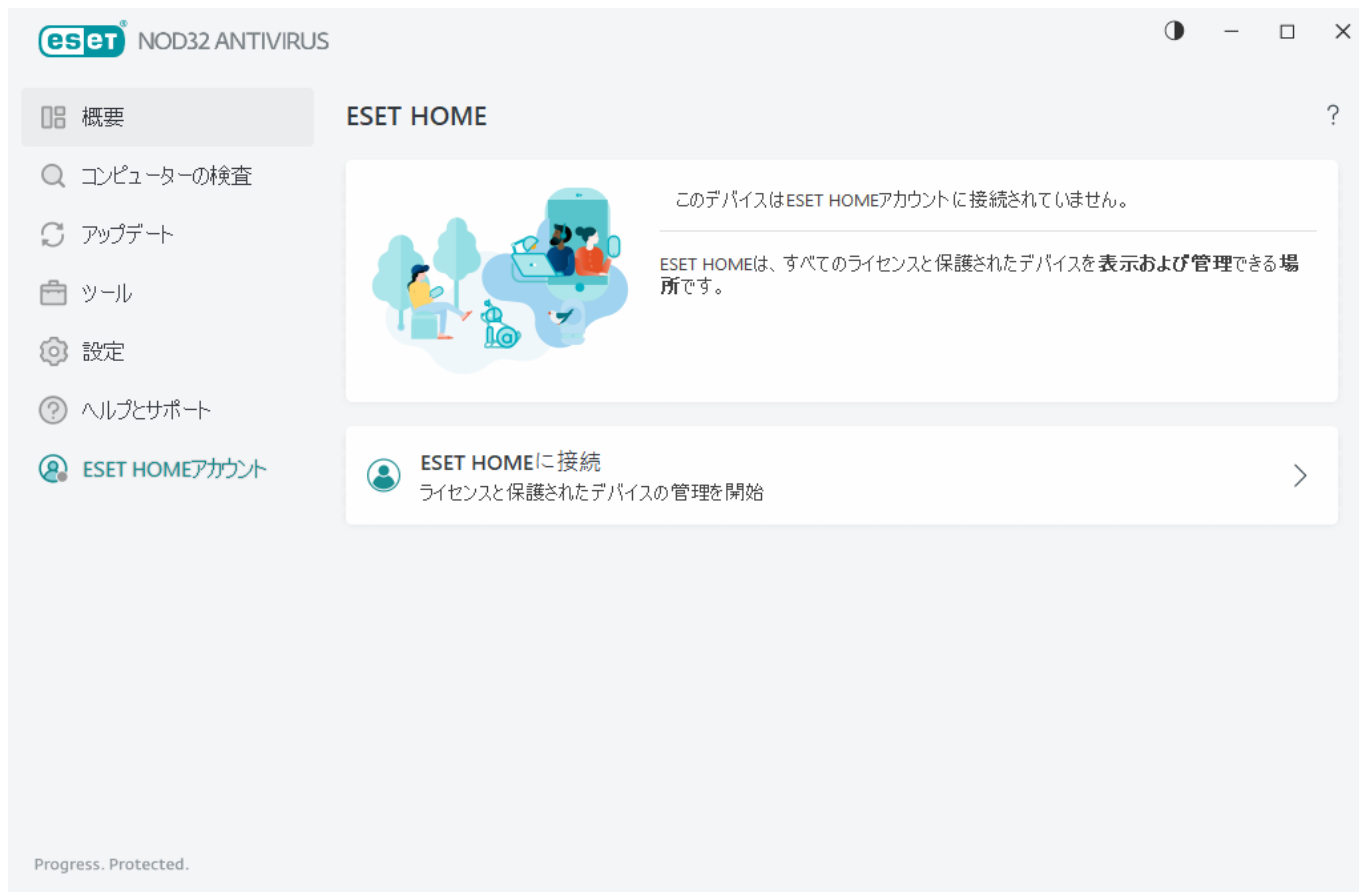 eset® NOD32 ANTIVIRUS
概要
コンピューターの検査
アップデート
ツール
設定
ヘルプとサポート
ESET HOMEアカウント
ESET HOME
?
このデバイスはESET HOMEアカウントに接続されていません。
ESET HOMEは、すべてのライセンスと保護されたデバイスを表示および管理できる場
所です。
ESET HOMEに接続
ライセンスと保護されたデバイスの管理を開始
Progress. Protected.